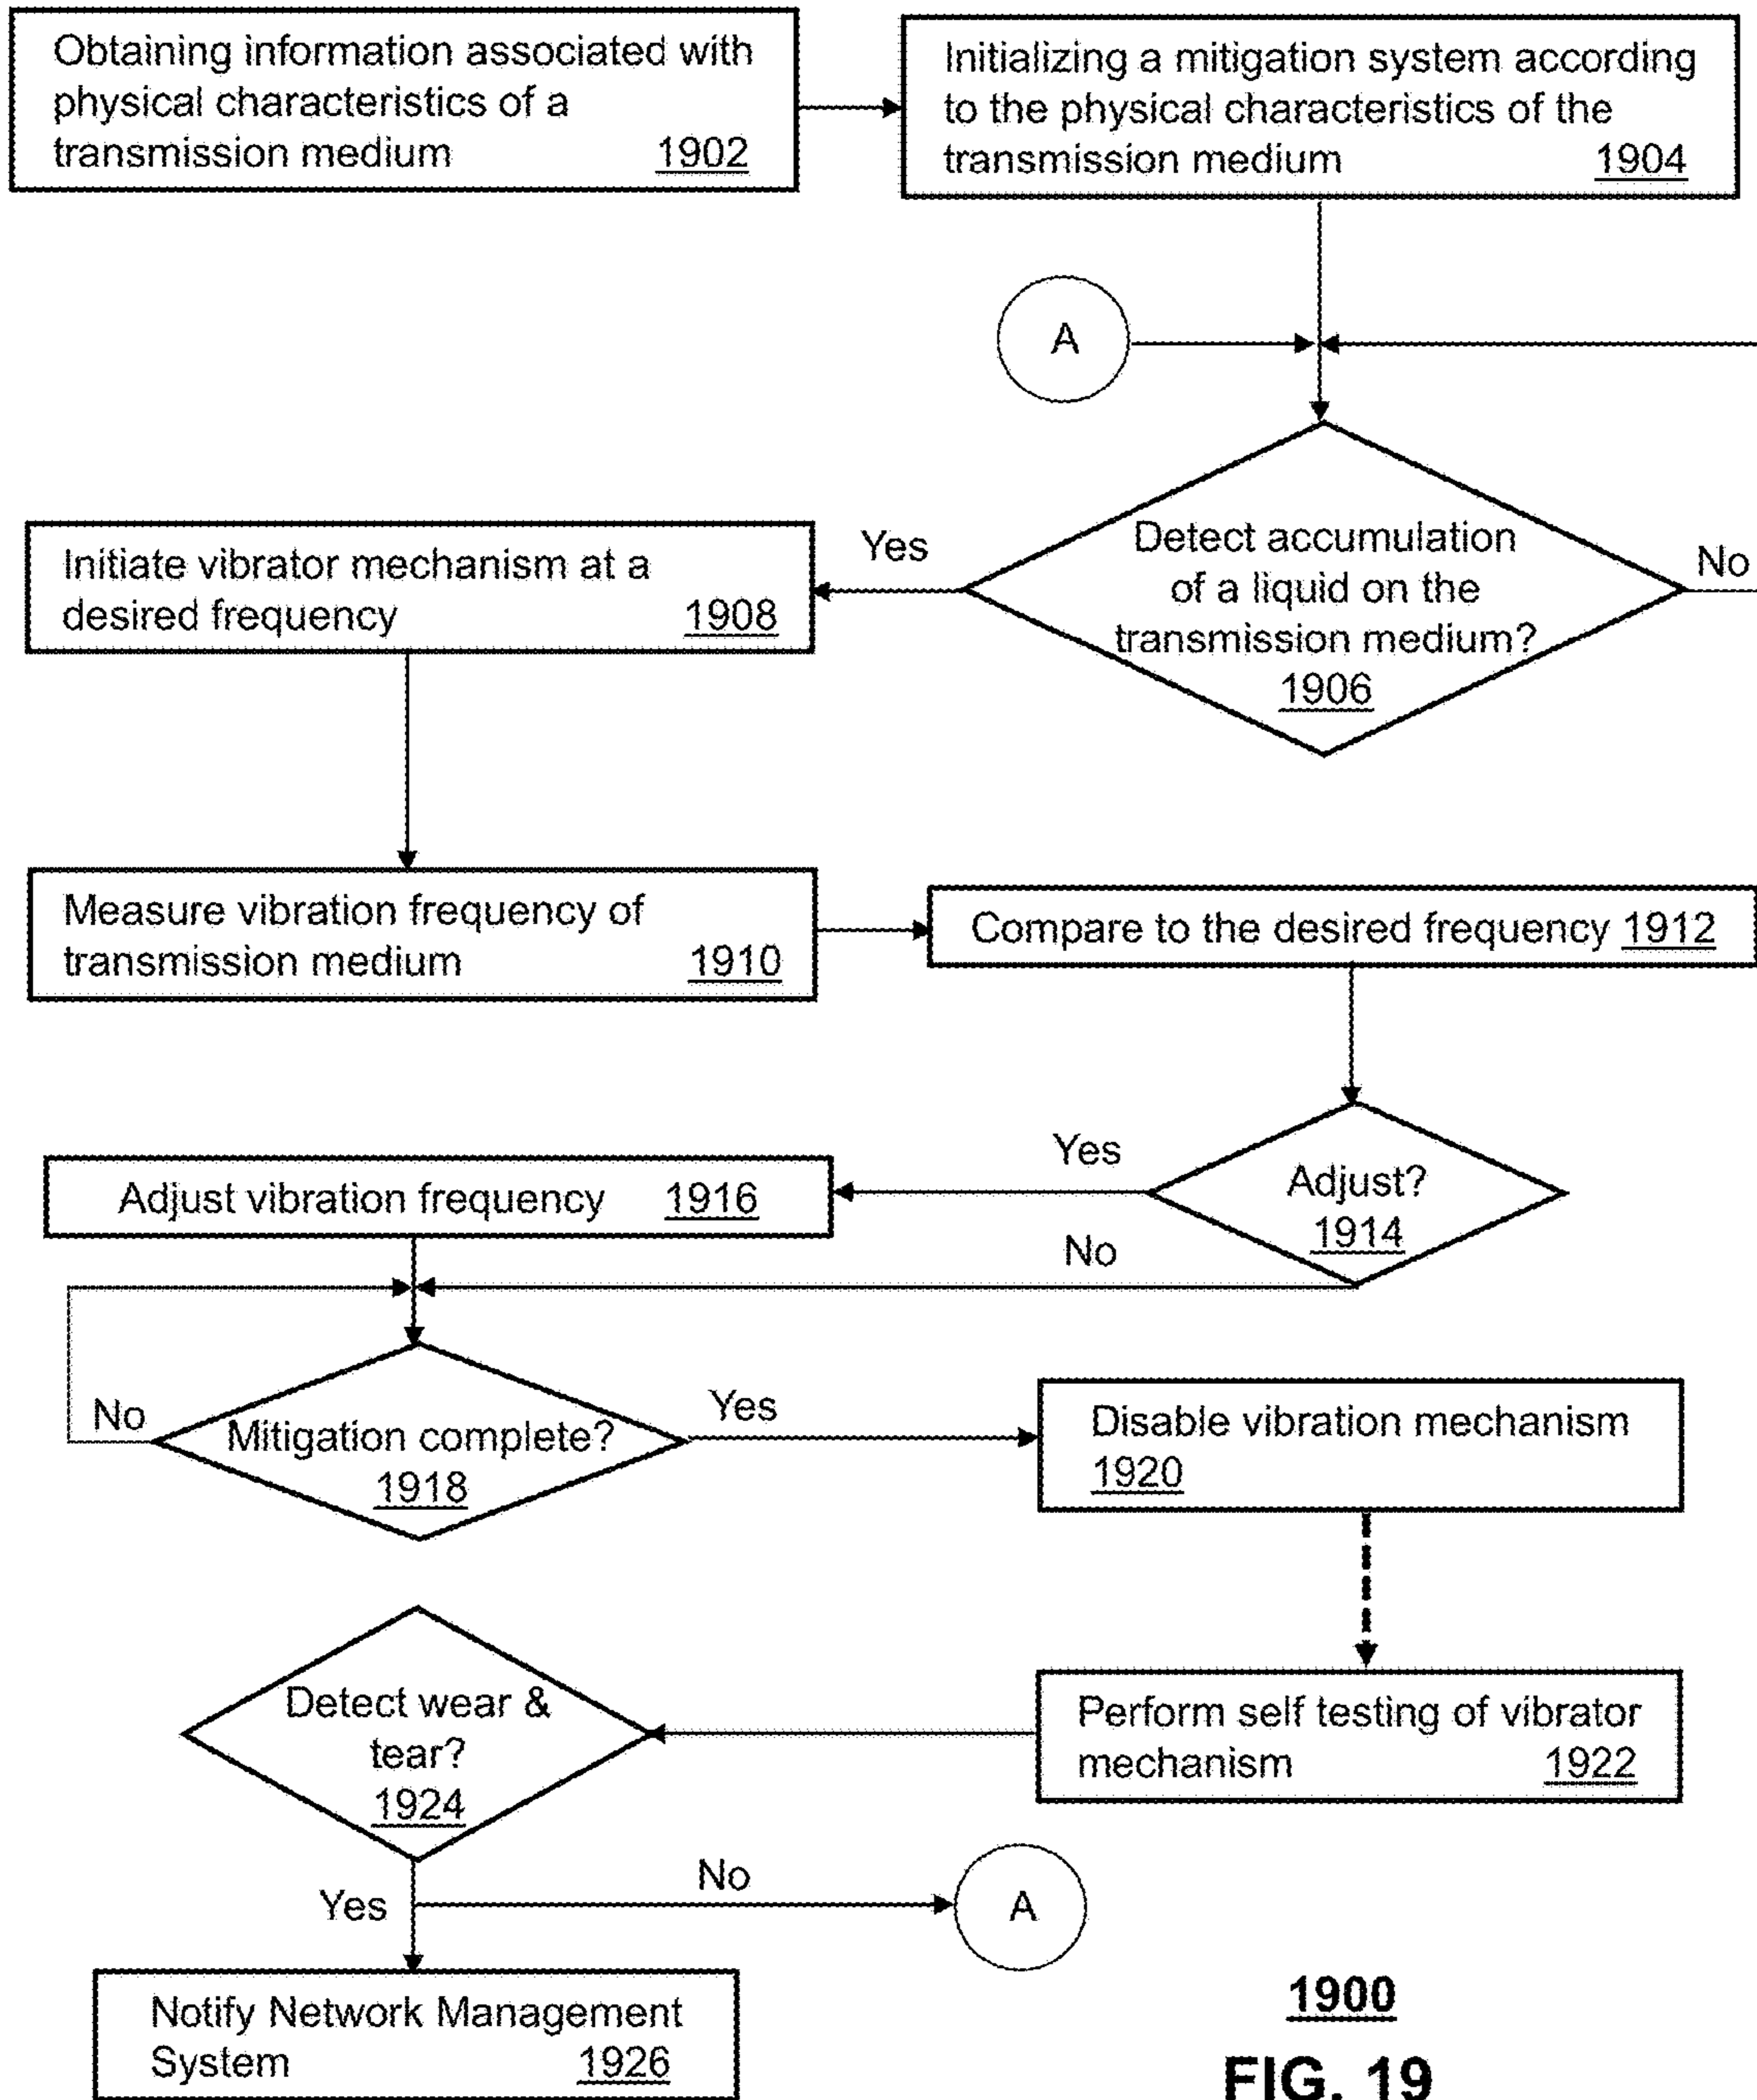 Obtaining information associated with
physical characteristics of a
transmission medium 1902
Initializing a mitigation system according
to the physical characteristics of the
transmission medium 1904
A
Detect accumulation
of a liquid on the
transmission medium?
1906
Yes
No
Initiate vibrator mechanism at a
desired frequency 1908
Measure vibration frequency of
transmission medium 1910
Compare to the desired frequency 1912
Adjust?
1914
Yes
No
Adjust vibration frequency 1916
Mitigation complete?
1918
No
Yes
Disable vibration mechanism
1920
Perform self testing of vibrator
mechanism 1922
Detect wear &
tear?
1924
No
Yes
A
Notify Network Management
System 1926
1900
FIG. 19